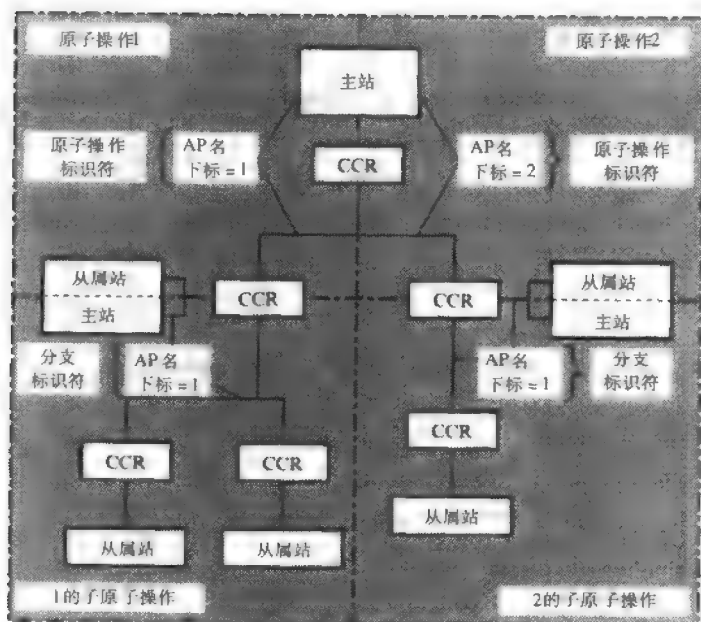 原子操作1
原子操作2
主站
原子操作
标识符
AP名
下标 = 1
CCR
AP名
下标 = 2
原子操作
标识符
从属站
主站
CCR
CCR
从属站
主站
分支
标识符
AP名
下标 = 1
AP名
下标 = 1
分支
标识符
CCR
CCR
CCR
从属站
从属站
从属站
1的子原子操作
2的子原子操作